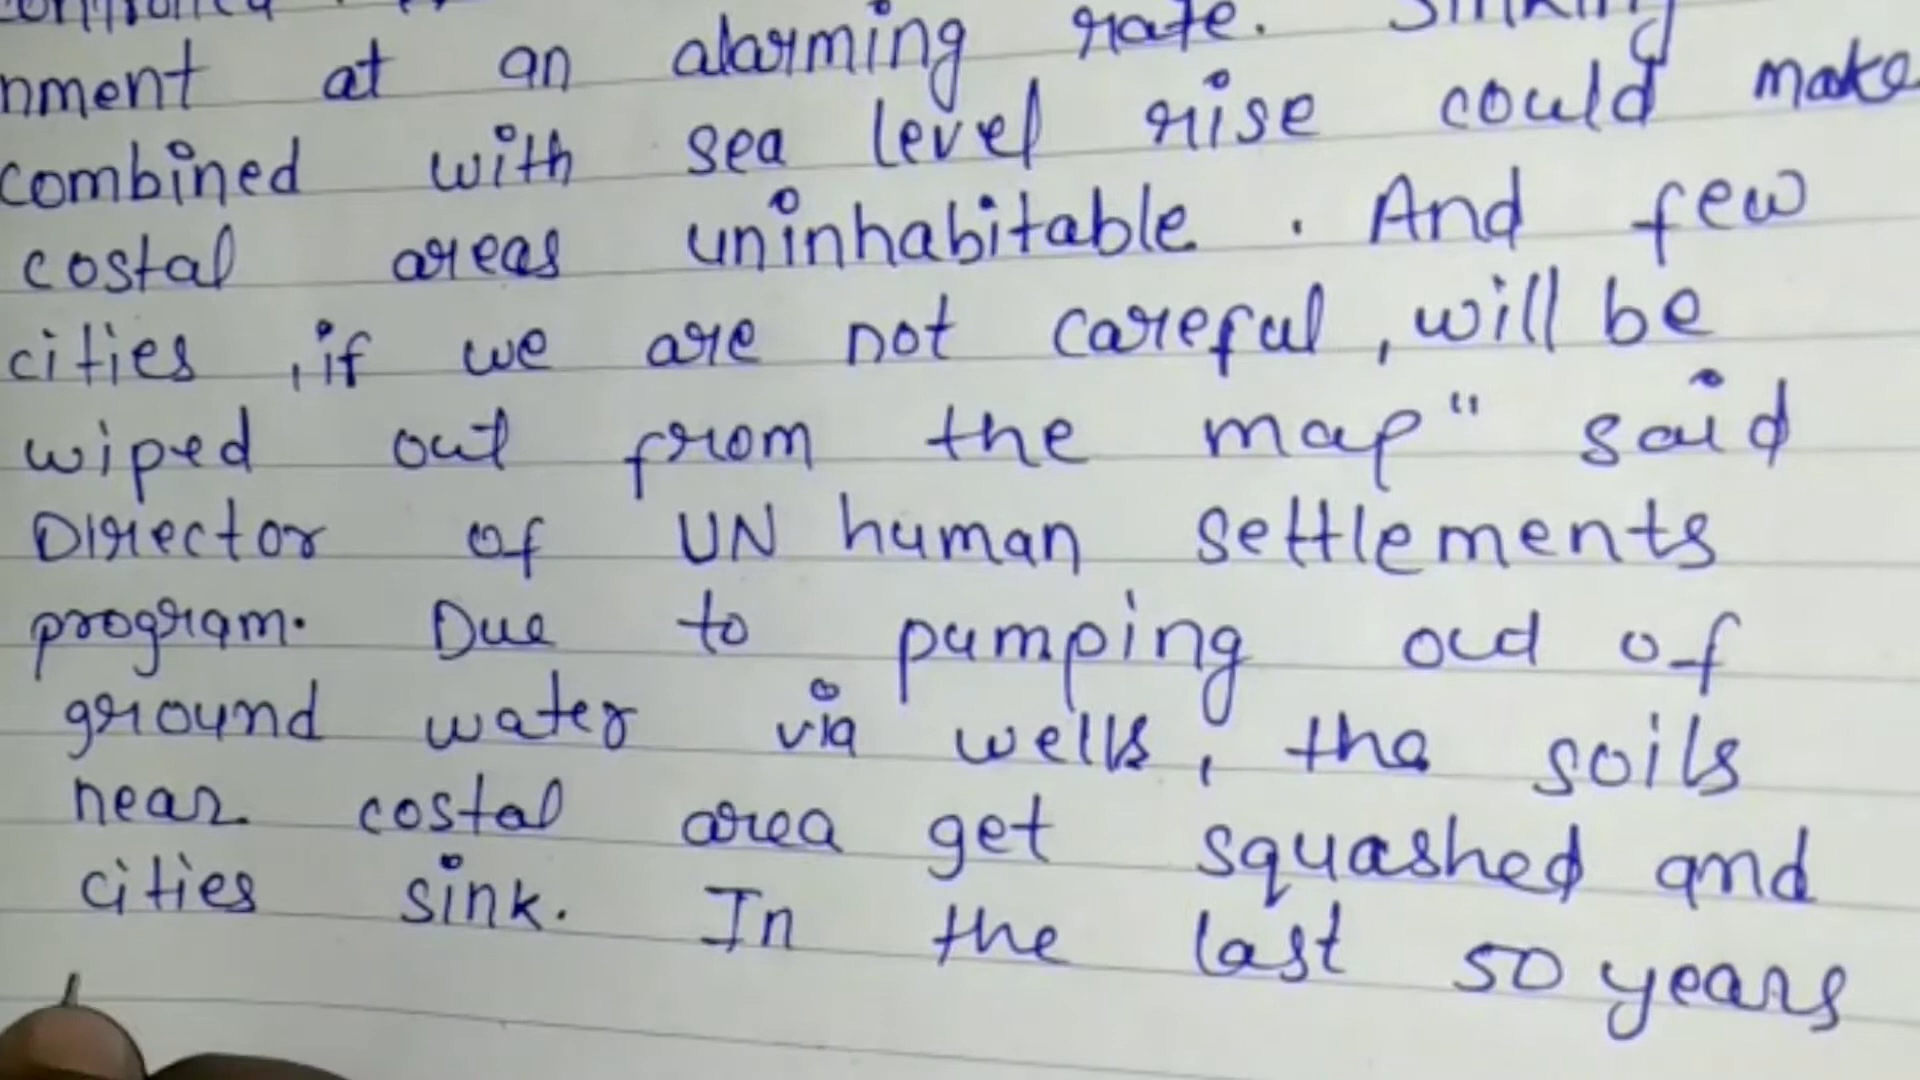 nment at an alarming rate. Sinking
combined with sea level rise could make
costal areas uninhabitable. And few
cities, if we are not careful, will be
wiped out from the map" said
Director of UN human settlements
program. Due to pumping out of
ground water via wells, the soils
near costal area get squashed and
cities sink. In the last 50 years